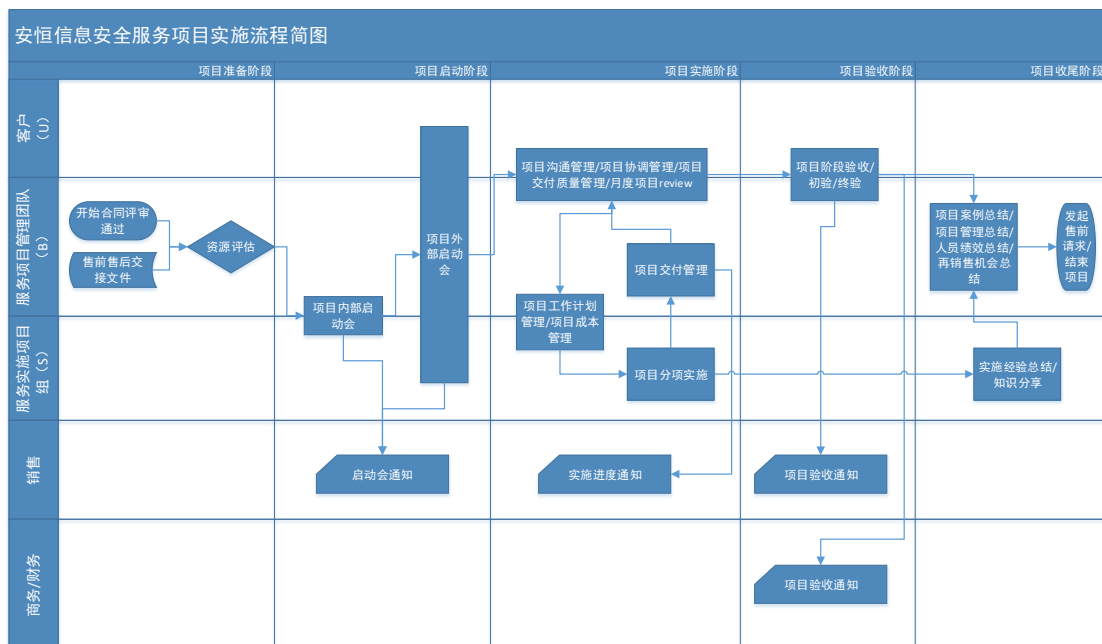 安恒信息安全服务项目实施流程简图
项目准备阶段
项目启动阶段
项目实施阶段
项目验收阶段
项目收尾阶段
客户
（U）
服务项目管理团队
（B）
服务实施项目
组（S）
销售
商务/财务
开始合同评审
通过
售前售后交
接文件
资源评估
项目内部启
动会
项目外
部启动
会
启动会通知
项目沟通管理/项目协调管理/项目
交付质量管理/月度项目review
项目交付管理
项目工作计划
管理/项目成本
管理
项目分项实施
实施进度通知
项目阶段验收/
初验/终验
项目验收通知
项目验收通知
项目案例总结/
项目管理总结/
人员绩效总结/
再销售机会总
结
发起
售前
请求/
结束
项目
实施经验总结/
知识分享